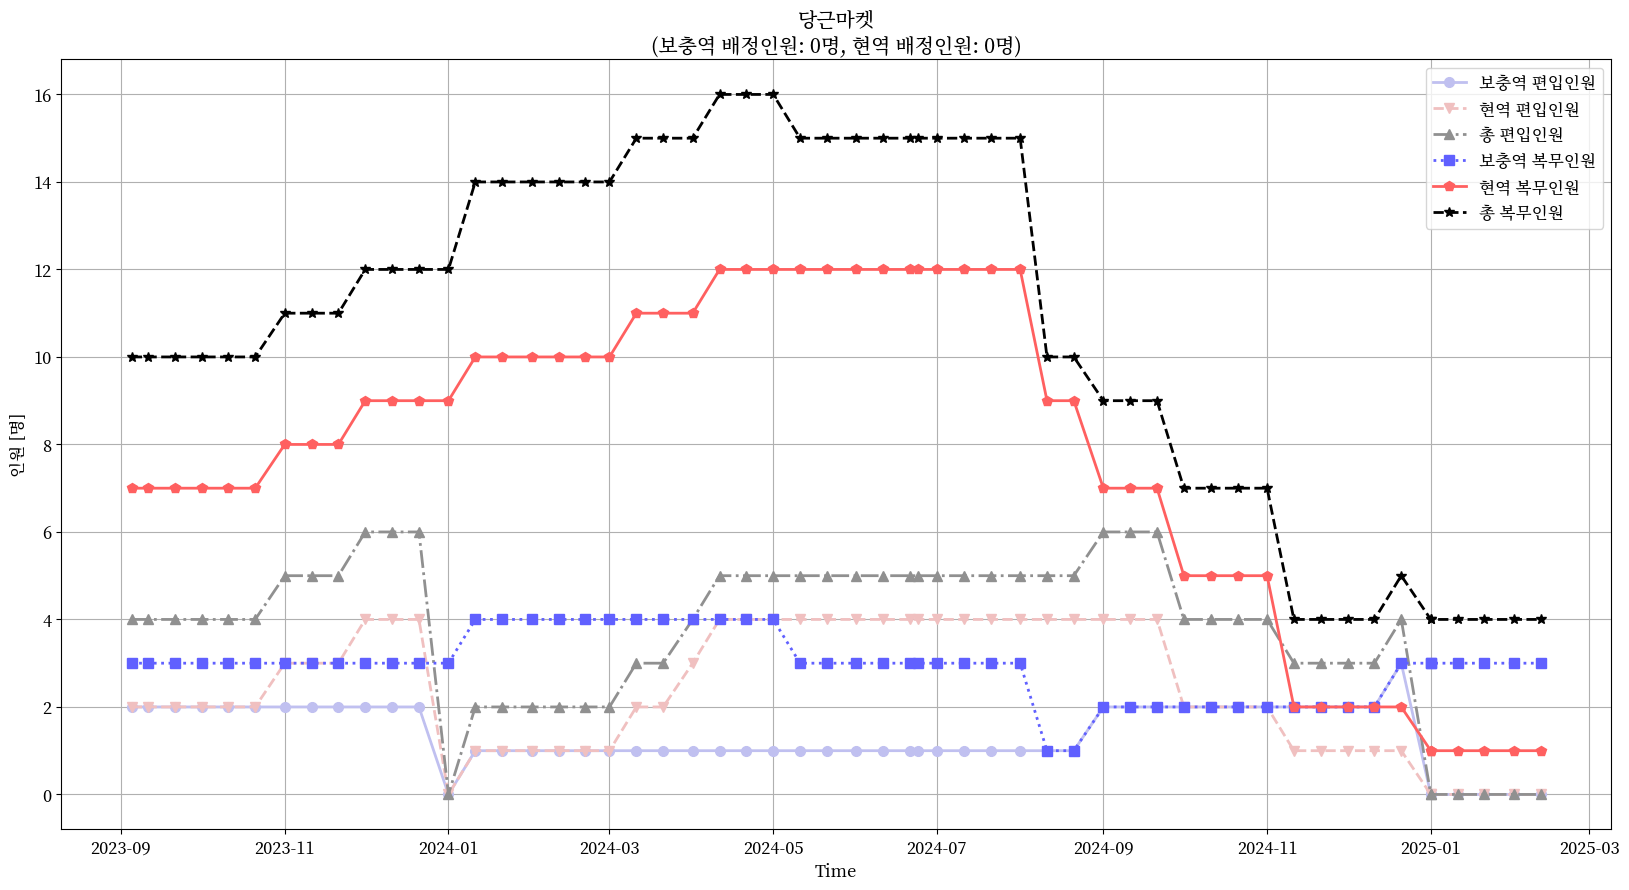 당근마켓
(보충역 배정인원: 0명, 현역 배정인원: 0명)
보충역 편입인원
현역 편입인원
총 편입인원
보충역 복무인원
현역 복무인원
총 복무인원
인원 [명]
16
14
12
10
8
6
4
2
0
2023-09
2023-11
2024-01
2024-03
2024-05
2024-07
2024-09
2024-11
2025-01
2025-03
Time